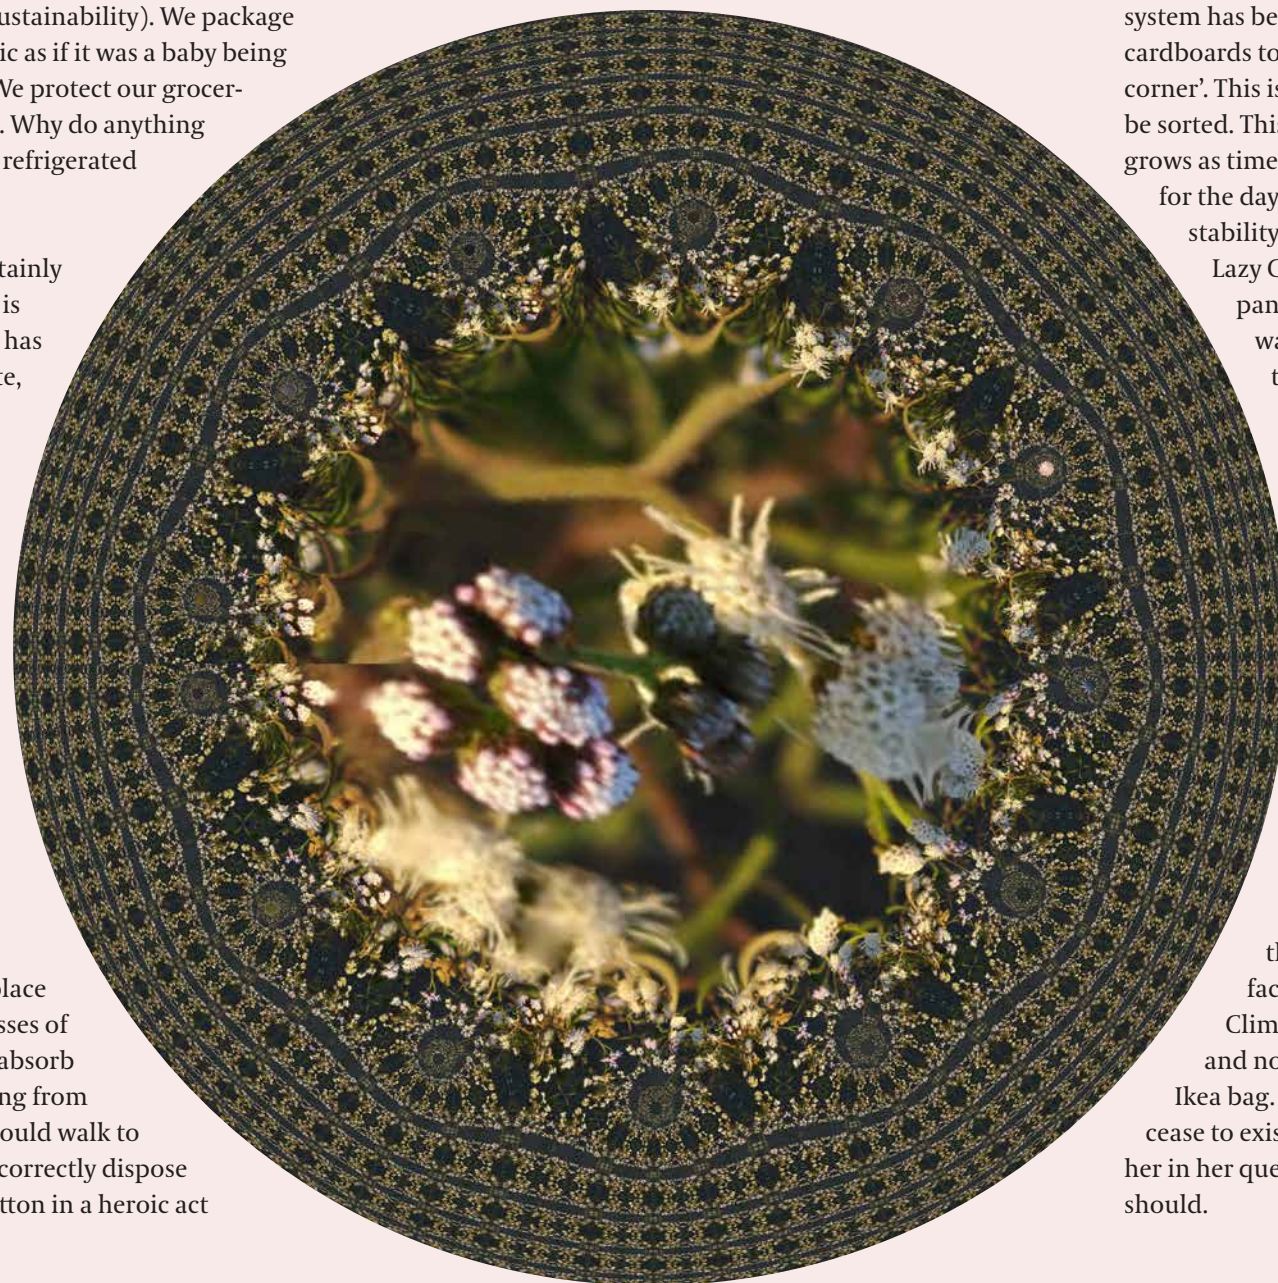 ustainability). We package
ic as if it was a baby being
We protect our grocer-
. Why do anything
refrigerated
tainly
is
has
te,
place
sses of
absorb
ng from
ould walk to
correctly dispose
tton in a heroic act
system has be
cardboards to
corner’. This is
be sorted. This
grows as time
for the day
stability
Lazy C
pan
wa
t
th
fac
Clim
and no
Ikea bag.
cease to exis
her in her que
should.